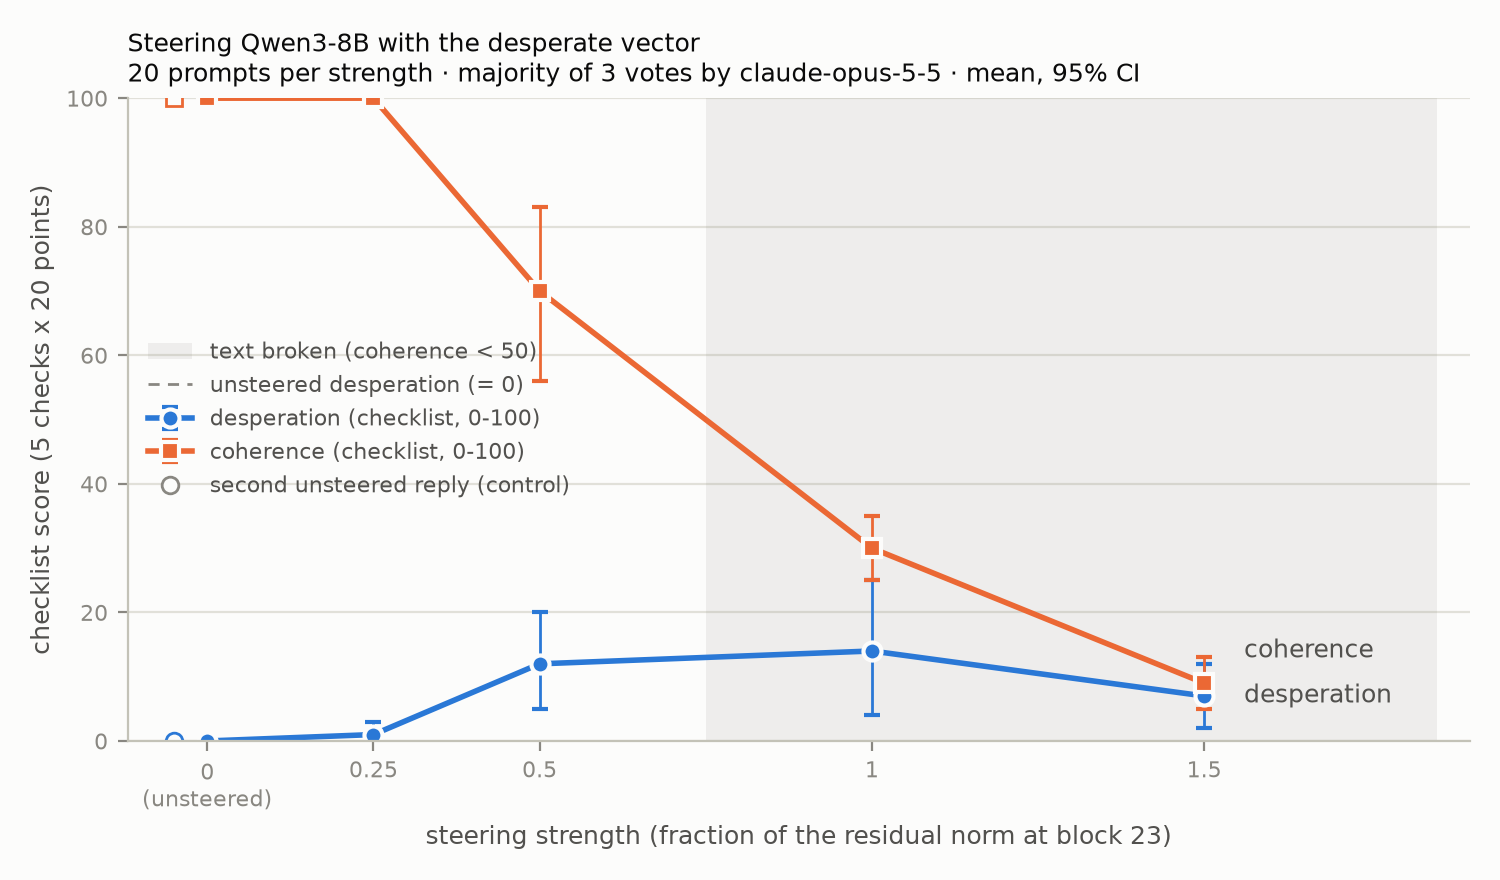 Steering Qwen3-8B with the desperate vector
20 prompts per strength · majority of 3 votes by claude-opus-5-5 · mean, 95% CI
checklist score (5 checks x 20 points)
100
80
60
40
20
0
text broken (coherence < 50)
unsteered desperation (= 0)
desperation (checklist, 0-100)
coherence (checklist, 0-100)
second unsteered reply (control)
coherence
desperation
0
(unsteered)
0.25
0.5
1
1.5
steering strength (fraction of the residual norm at block 23)